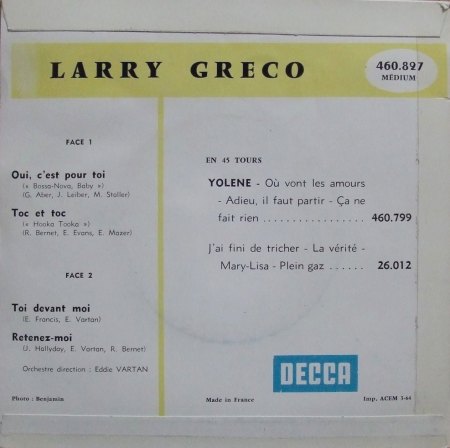 LARRY GRECO
460.897
MÉDIUM
FACE 1
Oui, c'est pour toi
(« Bossa-Nova, Baby »)
(G. Aber, J. Leiber, M. Stoller)
Toc et toc
(« Hooka Tooka »)
(R. Bernet, E. Evans, E. Mazer)
FACE 2
Toi devant moi
(E. Francis, E. Vartan)
Retenez-moi
(J. Hallyday, E. Vartan, R. Bernet)
Orchestre direction : Eddie VARTAN
EN 45 TOURS
YOLENE - Où vont les amours
- Adieu, il faut partir - Ça ne
fait rien ................. 460.799
J'ai fini de tricher - La vérité -
Mary-Lisa - Plein gaz ...... 26.012
DECCA
Photo : Benjamin
Made in France
Imp. ACEM 3-64